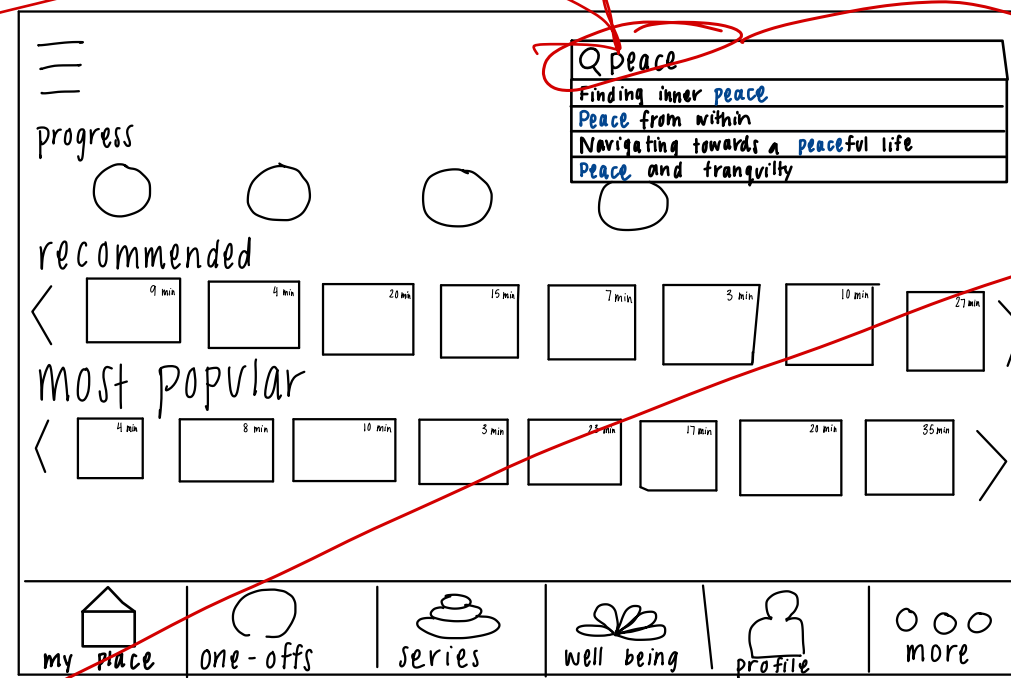 peace
Finding inner peace
Peace from within
Navigating towards a peaceful life
Peace and tranquilty
progress
recommended
9 min 4 min 20 min 15 min 7 min 3 min 10 min 27 min
most popular
4 min 8 min 10 min 3 min 23 min 17 min 20 min 35 min
my place one-offs series well being profile more